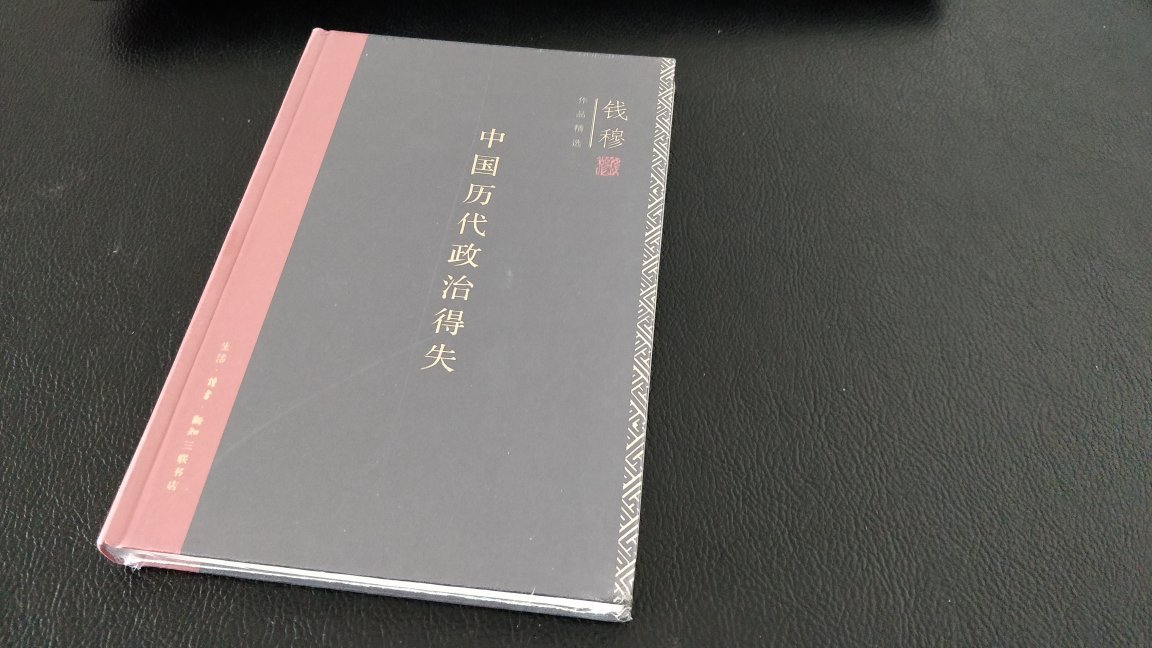 钱穆
作品精选
中国历代政治得失
生活·读书·新知三联书店